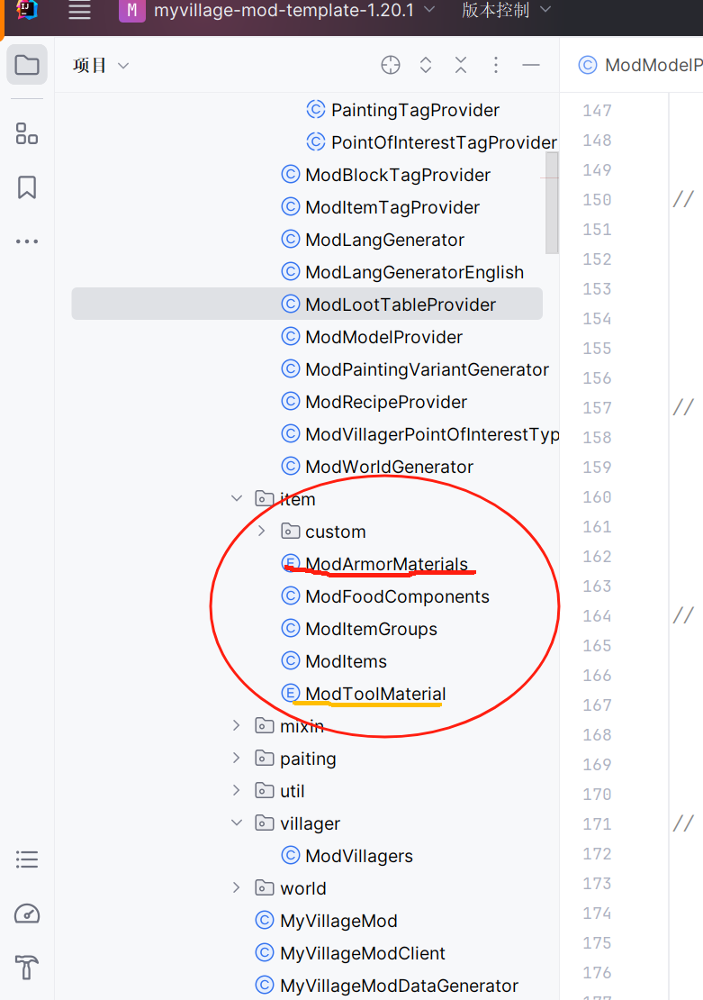 M myvillage-mod-template-1.20.1 版本控制
项目
ModModelP
PaintingTagProvider
PointOfInterestTagProvider
ModBlockTagProvider
ModItemTagProvider
ModLangGenerator
ModLangGeneratorEnglish
ModLootTableProvider
ModModelProvider
ModPaintingVariantGenerator
ModRecipeProvider
ModVillagerPointOfInterestTyp
ModWorldGenerator
item
custom
ModArmorMaterials
ModFoodComponents
ModItemGroups
ModItems
ModToolMaterial
mixin
paiting
util
villager
ModVillagers
world
MyVillageMod
MyVillageModClient
MyVillageModDataGenerator
147
148
149
150 //
151
152
153
154
155
156
157 //
158
159
160
161
162
163
164 //
165
166
167
168
169
170
171 //
172
173
174
175
176